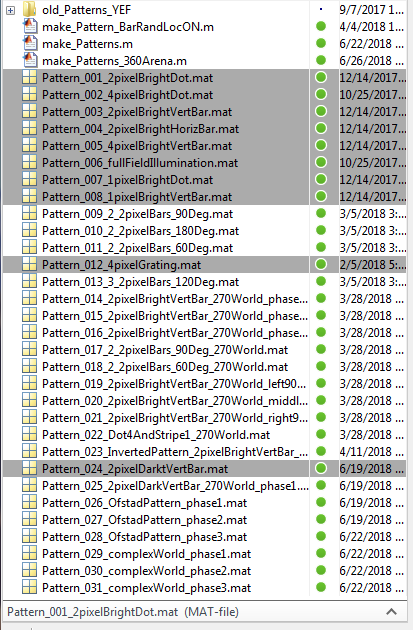 old_Patterns_YEF 9/7/2017 1...
make_Pattern_BarRandLocON.m 4/4/2018 1...
make_Patterns.m 6/22/2018 ...
make_Patterns_360Arena.m 6/26/2018 ...
Pattern_001_2pixelBrightDot.mat 12/14/2017...
Pattern_002_4pixelBrightDot.mat 10/25/2017...
Pattern_003_2pixelBrightVertBar.mat 12/14/2017...
Pattern_004_2pixelBrightHorizBar.mat 12/14/2017...
Pattern_005_4pixelBrightVertBar.mat 12/14/2017...
Pattern_006_fullFieldIllumination.mat 10/25/2017...
Pattern_007_1pixelBrightDot.mat 12/14/2017...
Pattern_008_1pixelBrightVertBar.mat 12/14/2017...
Pattern_009_2_2pixelBars_90Deg.mat 3/5/2018 3:...
Pattern_010_2_2pixelBars_180Deg.mat 3/5/2018 3:...
Pattern_011_2_2pixelBars_60Deg.mat 3/5/2018 3:...
Pattern_012_4pixelGrating.mat 2/5/2018 5:...
Pattern_013_3_2pixelBars_120Deg.mat 3/5/2018 3:...
Pattern_014_2pixelBrightVertBar_270World_phase... 3/28/2018 ...
Pattern_015_2pixelBrightVertBar_270World_phase... 3/28/2018 ...
Pattern_016_2pixelBrightVertBar_270World_phase... 3/28/2018 ...
Pattern_017_2_2pixelBars_90Deg_270World.mat 3/28/2018 ...
Pattern_018_2_2pixelBars_60Deg_270World.mat 3/28/2018 ...
Pattern_019_2pixelBrightVertBar_270World_left90... 3/28/2018 ...
Pattern_020_2pixelBrightVertBar_270World_middl... 3/28/2018 ...
Pattern_021_2pixelBrightVertBar_270World_right9... 3/28/2018 ...
Pattern_022_Dot4AndStripe1_270World.mat 3/28/2018 ...
Pattern_023_InvertedPattern_2pixelBrightVertBar_... 4/11/2018 ...
Pattern_024_2pixelDarktVertBar.mat 6/19/2018 ...
Pattern_025_2pixelDarkVertBar_270World_phase1.... 6/19/2018 ...
Pattern_026_OfstadPattern_phase1.mat 6/19/2018 ...
Pattern_027_OfstadPattern_phase2.mat 6/19/2018 ...
Pattern_028_OfstadPattern_phase3.mat 6/22/2018 ...
Pattern_029_complexWorld_phase1.mat 6/22/2018 ...
Pattern_030_complexWorld_phase2.mat 6/22/2018 ...
Pattern_031_complexWorld_phase3.mat 6/22/2018 ...
Pattern_001_2pixelBrightDot.mat (MAT-file)